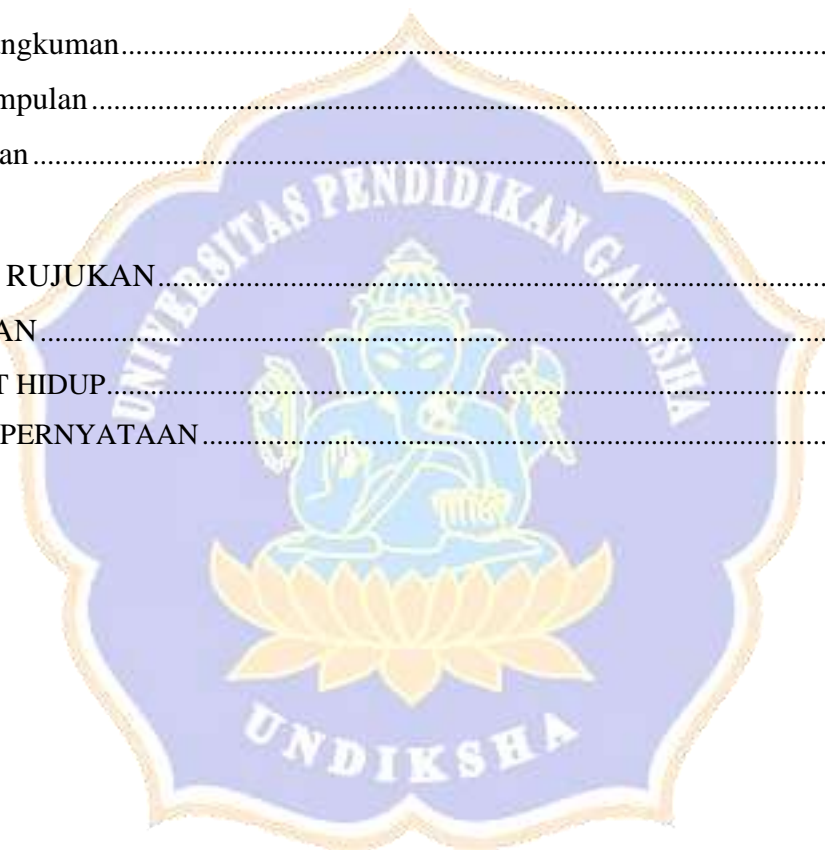 ngkuman
mpulan
an
UNIVERSITAS PENDIDIKAN GANESHA
RUJUKAN
AN
T HIDUP
PERNYATAAN
UNDIKSHA